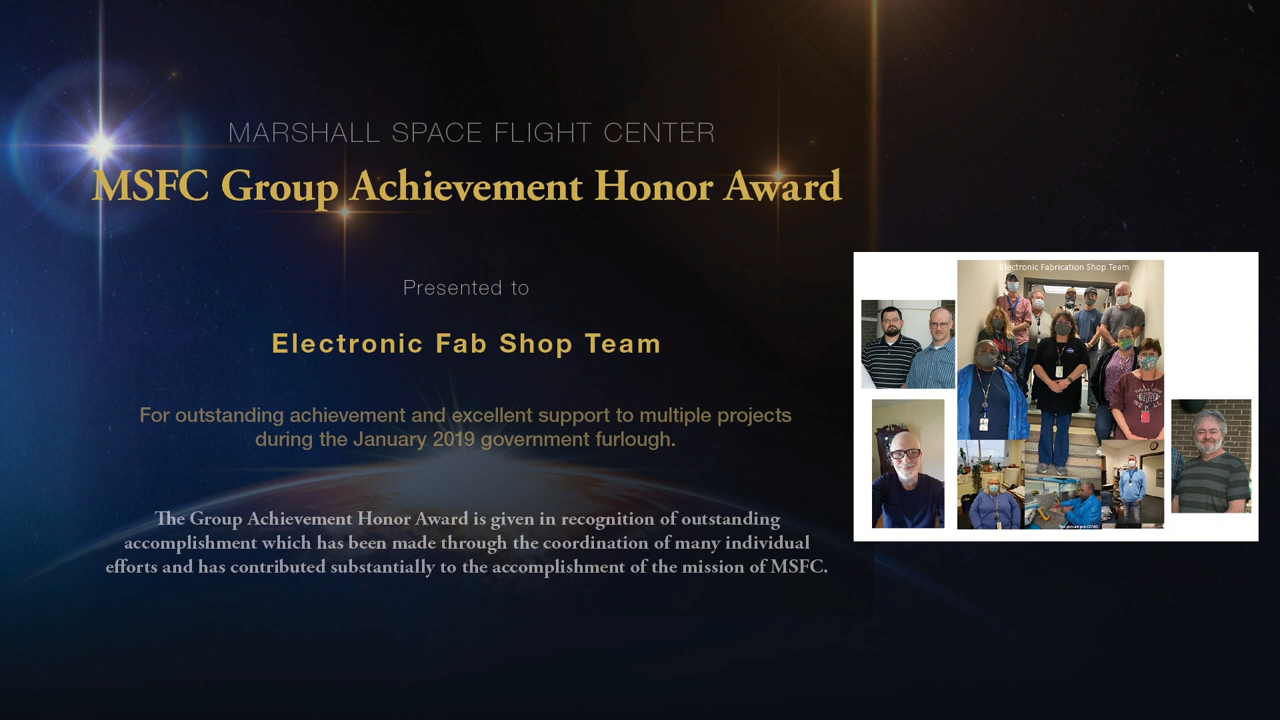 MARSHALL SPACE FLIGHT CENTER
MSFC Group Achievement Honor Award
Presented to
Electronic Fab Shop Team
For outstanding achievement and excellent support to multiple projects
during the January 2019 government furlough.
The Group Achievement Honor Award is given in recognition of outstanding
accomplishment which has been made through the coordination of many individual
efforts and has contributed substantially to the accomplishment of the mission of MSFC.
Electronic Fabrication Shop Team